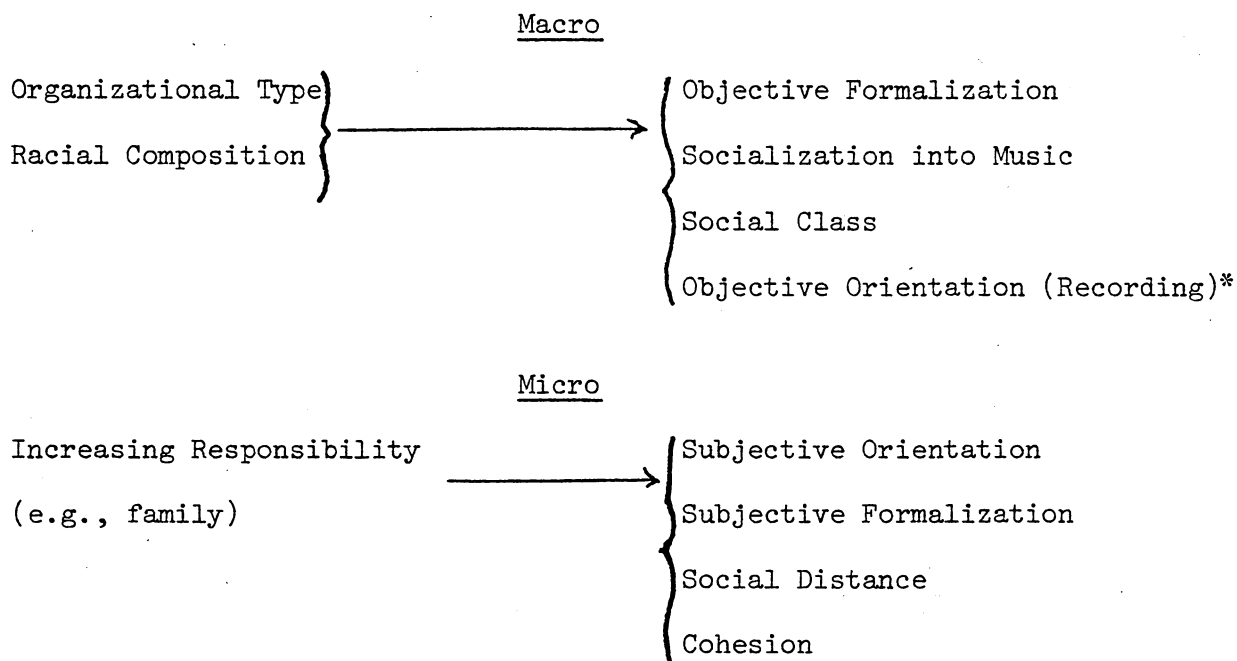 Macro
Organizational Type
Racial Composition
Objective Formalization
Socialization into Music
Social Class
Objective Orientation (Recording)*
Micro
Increasing Responsibility
(e.g., family)
Subjective Orientation
Subjective Formalization
Social Distance
Cohesion